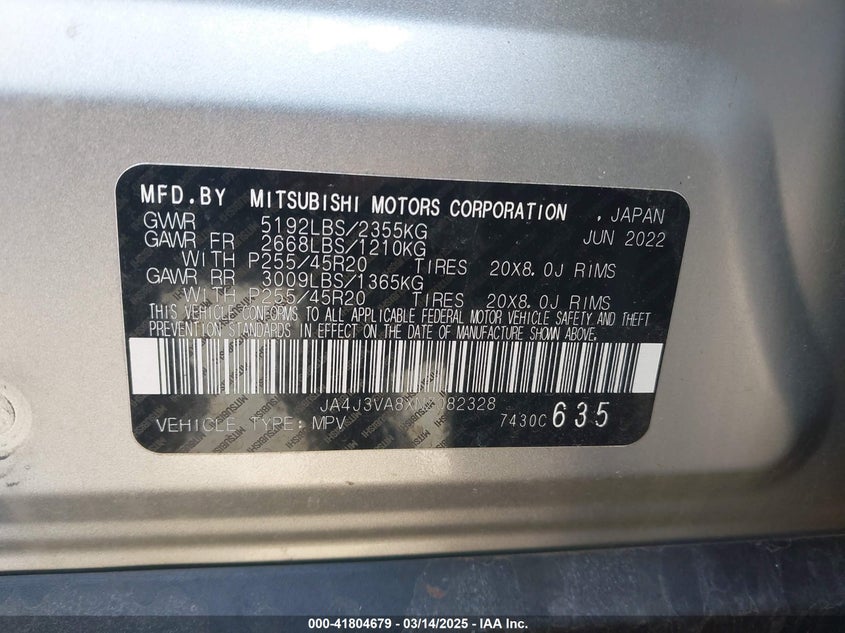 MFD.BY MITSUBISHI MOTORS CORPORATION , JAPAN
GVWR 5192LBS/2355KG JUN 2022
GAWR FR 2668LBS/1210KG
WITH P255/45R20 TIRES 20X8.0J RIMS
GAWR RR 3009LBS/1365KG
WITH P255/45R20 TIRES 20X8.0J RIMS
THIS VEHICLE CONFORMS TO ALL APPLICABLE FEDERAL MOTOR VEHICLE SAFETY AND THEFT
PREVENTION STANDARDS IN EFFECT ON THE DATE OF MANUFACTURE SHOWN ABOVE.
VEHICLE TYPE: MPV 7430C 635
000-41804679 / 03/14/2025 / IAA Inc.